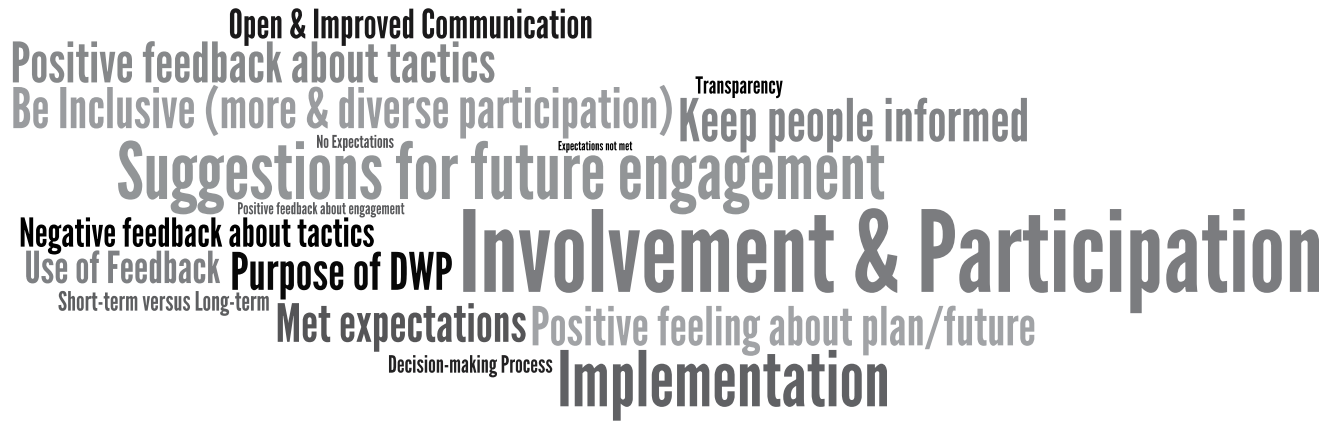 Open & Improved Communication
Positive feedback about tactics
Transparency
Be Inclusive (more & diverse participation)
Keep people informed
No Expectations
Expectations not met
Suggestions for future engagement
Positive feedback about engagement
Negative feedback about tactics
Involvement & Participation
Use of Feedback
Purpose of DWP
Short-term versus Long-term
Met expectations
Positive feeling about plan/future
Decision-making Process
Implementation